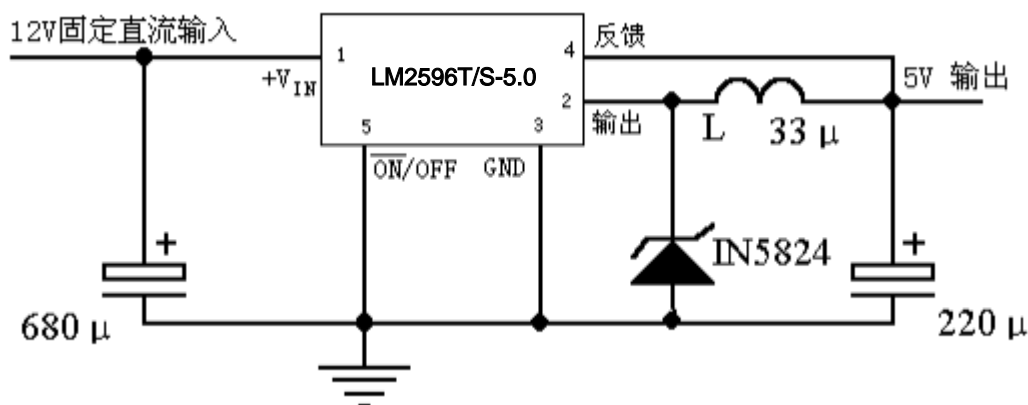 12V固定直流输入
+VIN
1
LM2596T/S-5.0
4
反馈
2
输出
5V 输出
5
3
ON/OFF
GND
L
33 μ
+
680 μ
IN5824
+
220 μ